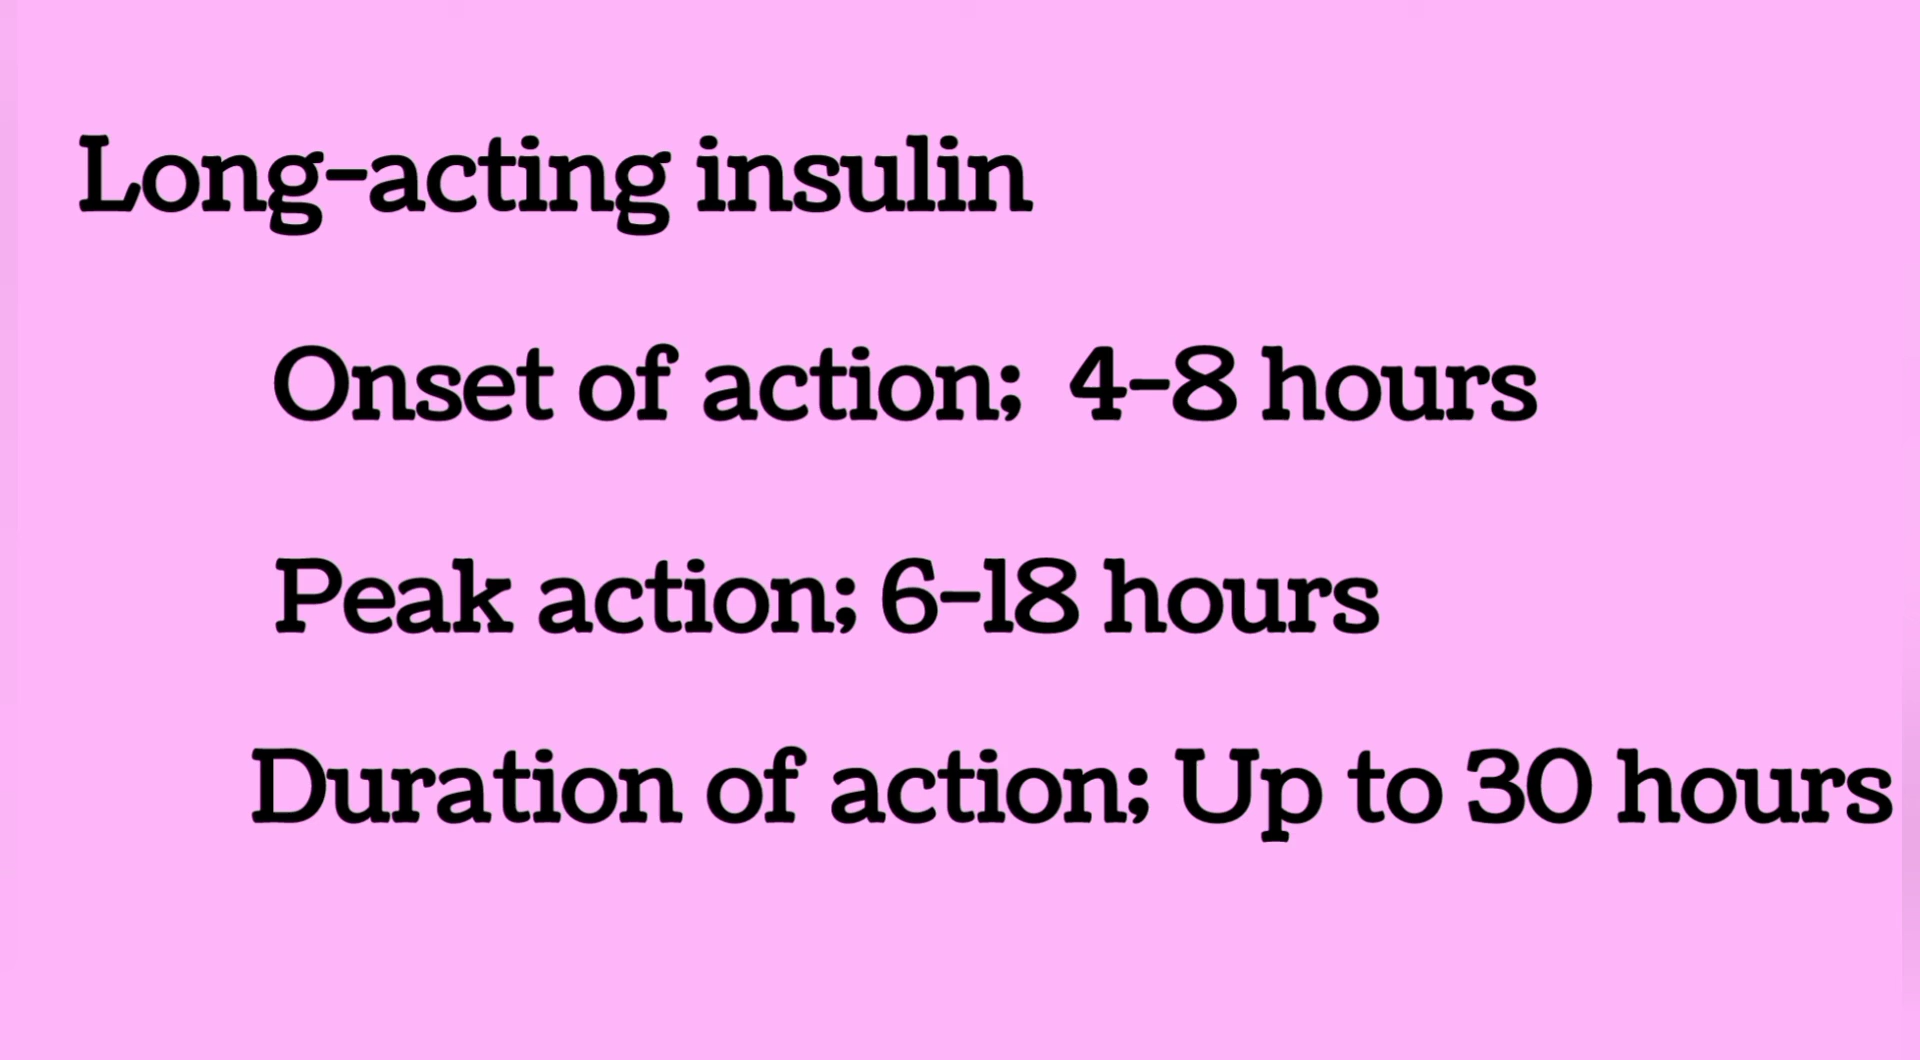 Long-acting insulin
Onset of action;  4-8 hours
Peak action; 6-18 hours
Duration of action; Up to 30 hours